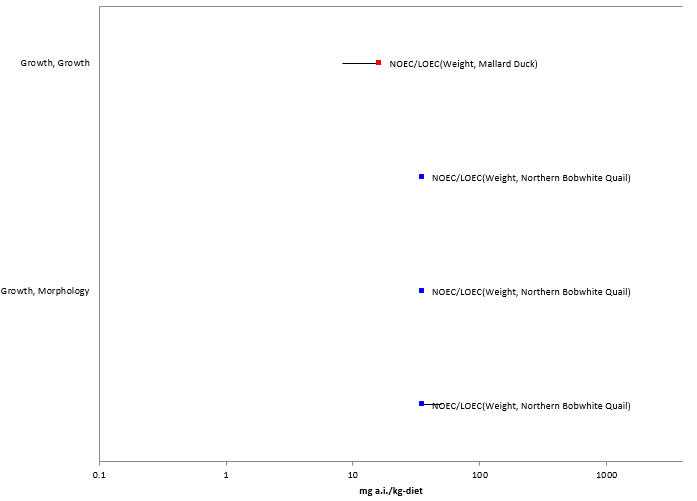 Growth, Growth
NOEC/LOEC(Weight, Mallard Duck)
NOEC/LOEC(Weight, Northern Bobwhite Quail)
Growth, Morphology
NOEC/LOEC(Weight, Northern Bobwhite Quail)
NOEC/LOEC(Weight, Northern Bobwhite Quail)
0.1 1 10 100 1000
mg a.i./kg-diet